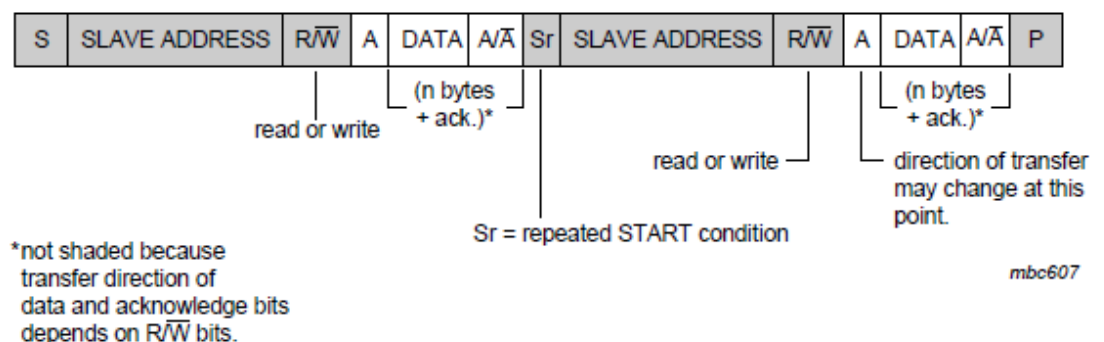 S SLAVE ADDRESS R/W̅ A DATA A/A̅ Sr SLAVE ADDRESS R/W̅ A DATA A/A̅ P
(n bytes
+ ack.)*
(n bytes
+ ack.)*
read or write
read or write
direction of transfer
may change at this
point.
Sr = repeated START condition
*not shaded because
transfer direction of
data and acknowledge bits
depends on R/W̅ bits.
mbc607